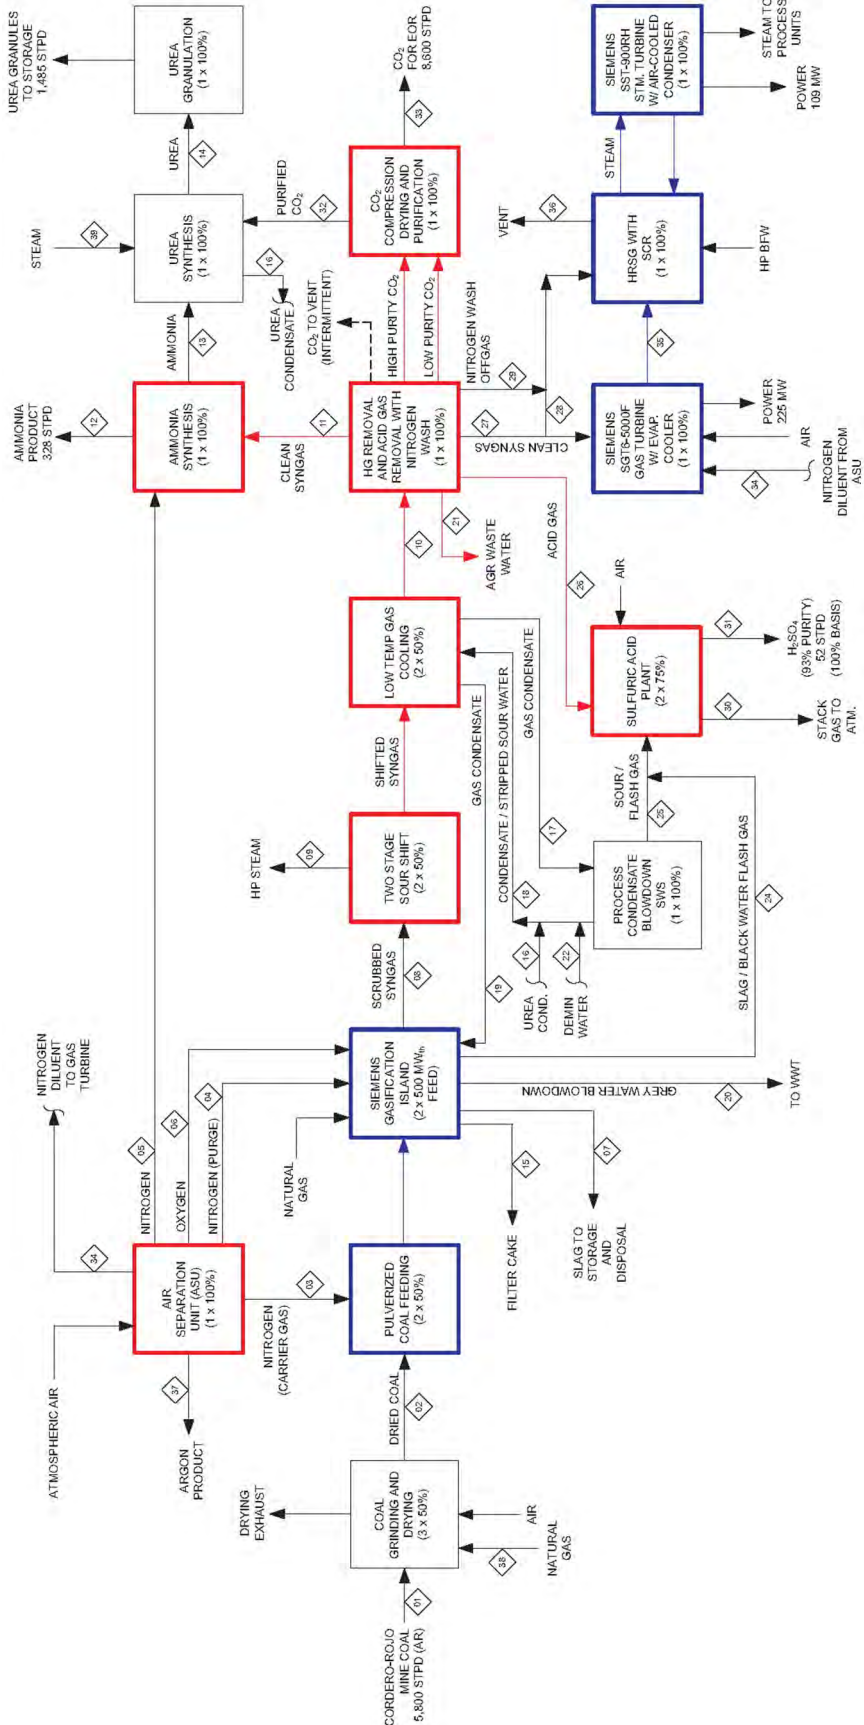 ATMOSPHERIC AIR
34
NITROGEN
DILUENT
TO GAS
TURBINE
AIR
SEPARATION
UNIT (ASU)
(1 x 100%)
37
ARGON
PRODUCT
NITROGEN
05
OXYGEN
06
NITROGEN (PURGE)
04
NITROGEN
(CARRIER GAS)
03
NATURAL
GAS
CORDERO-ROJO
MINE COAL
5,800 STPD (AR)
01
DRYING
EXHAUST
COAL
GRINDING AND
DRYING
(3 x 50%)
38
NATURAL
GAS
AIR
DRIED COAL
02
PULVERIZED
COAL FEEDING
(2 x 50%)
SIEMENS
GASIFICATION
ISLAND
(2 x 500 MWth
FEED)
15
FILTER CAKE
07
SLAG TO
STORAGE
AND
DISPOSAL
GREY WATER BLOWDOWN
20
TO WWT
SLAG / BLACK WATER FLASH GAS
24
SCRUBBED
SYNGAS
08
HP STEAM
09
TWO STAGE
SOUR SHIFT
(2 x 50%)
SHIFTED
SYNGAS
LOW TEMP GAS
COOLING
(2 x 50%)
GAS CONDENSATE
19
CONDENSATE / STRIPPED SOUR WATER
18
GAS CONDENSATE
17
UREA
COND.
16
DEMIN
WATER
22
PROCESS
CONDENSATE
BLOWDOWN
SWS
(1 x 100%)
SOUR /
FLASH GAS
25
10
21
AGR WASTE
WATER
HG REMOVAL
AND ACID GAS
REMOVAL WITH
NITROGEN
WASH
(1 x 100%)
ACID GAS
26
AIR
SULFURIC ACID
PLANT
(2 x 75%)
30
STACK
GAS TO
ATM.
31
H2SO4
(93% PURITY)
52 STPD
(100% BASIS)
CLEAN
SYNGAS
11
AMMONIA
PRODUCT
328 STPD
12
AMMONIA
SYNTHESIS
(1 x 100%)
AMMONIA
13
STEAM
39
UREA
SYNTHESIS
(1 x 100%)
16
UREA
CONDENSATE
UREA
14
UREA
GRANULATION
(1 x 100%)
UREA GRANULES
TO STORAGE
1,485 STPD
CO2 TO VENT
(INTERMITTENT)
HIGH PURITY CO2
LOW PURITY CO2
PURIFIED
CO2
32
CO2
COMPRESSION
DRYING AND
PURIFICATION
(1 x 100%)
33
CO2
FOR EOR
8,600 STPD
NITROGEN WASH
OFFGAS
29
27
CLEAN SYNGAS
28
SIEMENS
SGT6-5000F
GAS TURBINE
W/ EVAP.
COOLER
(1 x 100%)
34
NITROGEN
DILUENT FROM
ASU
AIR
POWER
225 MW
35
VENT
36
HRSG WITH
SCR
(1 x 100%)
HP BFW
STEAM
SIEMENS
SST-900RH
STM. TURBINE
W/ AIR-COOLED
CONDENSER
(1 x 100%)
POWER
109 MW
STEAM TO
PROCESS
UNITS